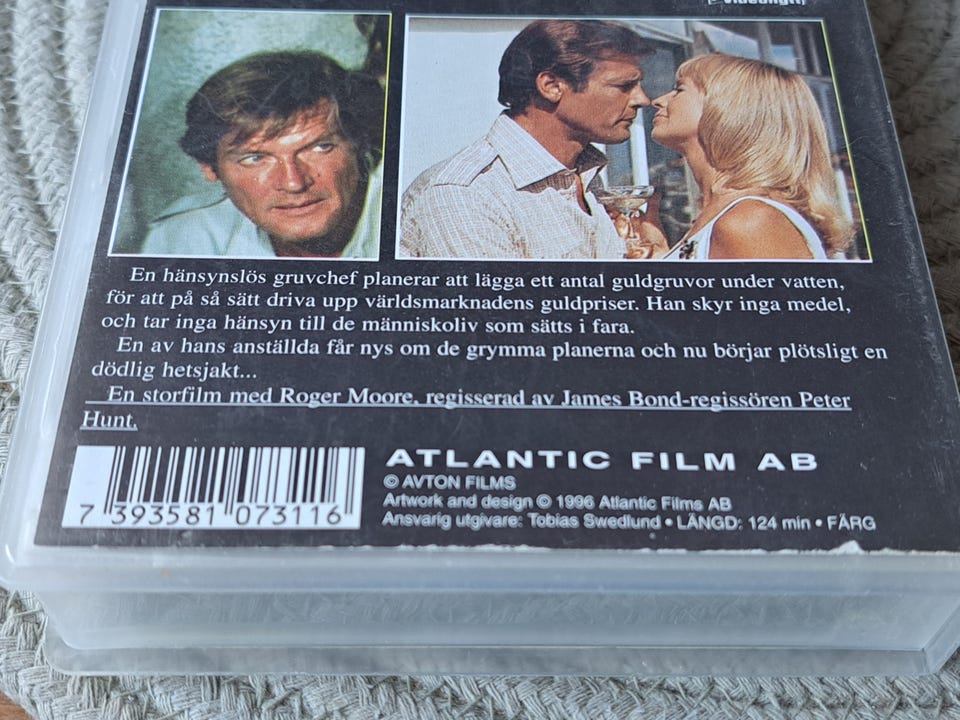 En hänsynslös gruvchef planerar att lägga ett antal guldgruvor under vatten,
för att på så sätt driva upp världsmarknadens guldpriser. Han skyr inga medel,
och tar inga hänsyn till de människoliv som sätts i fara.
En av hans anställda får nys om de grymma planerna och nu börjar plötsligt en
dödlig hetsjakt...
En storfilm med Roger Moore, regisserad av James Bond-regissören Peter
Hunt.
ATLANTIC FILM AB
© AVTON FILMS
Artwork and design © 1996 Atlantic Films AB
Ansvarig utgivare: Tobias Swedlund • LÄNGD: 124 min • FÄRG
7 393581 073116